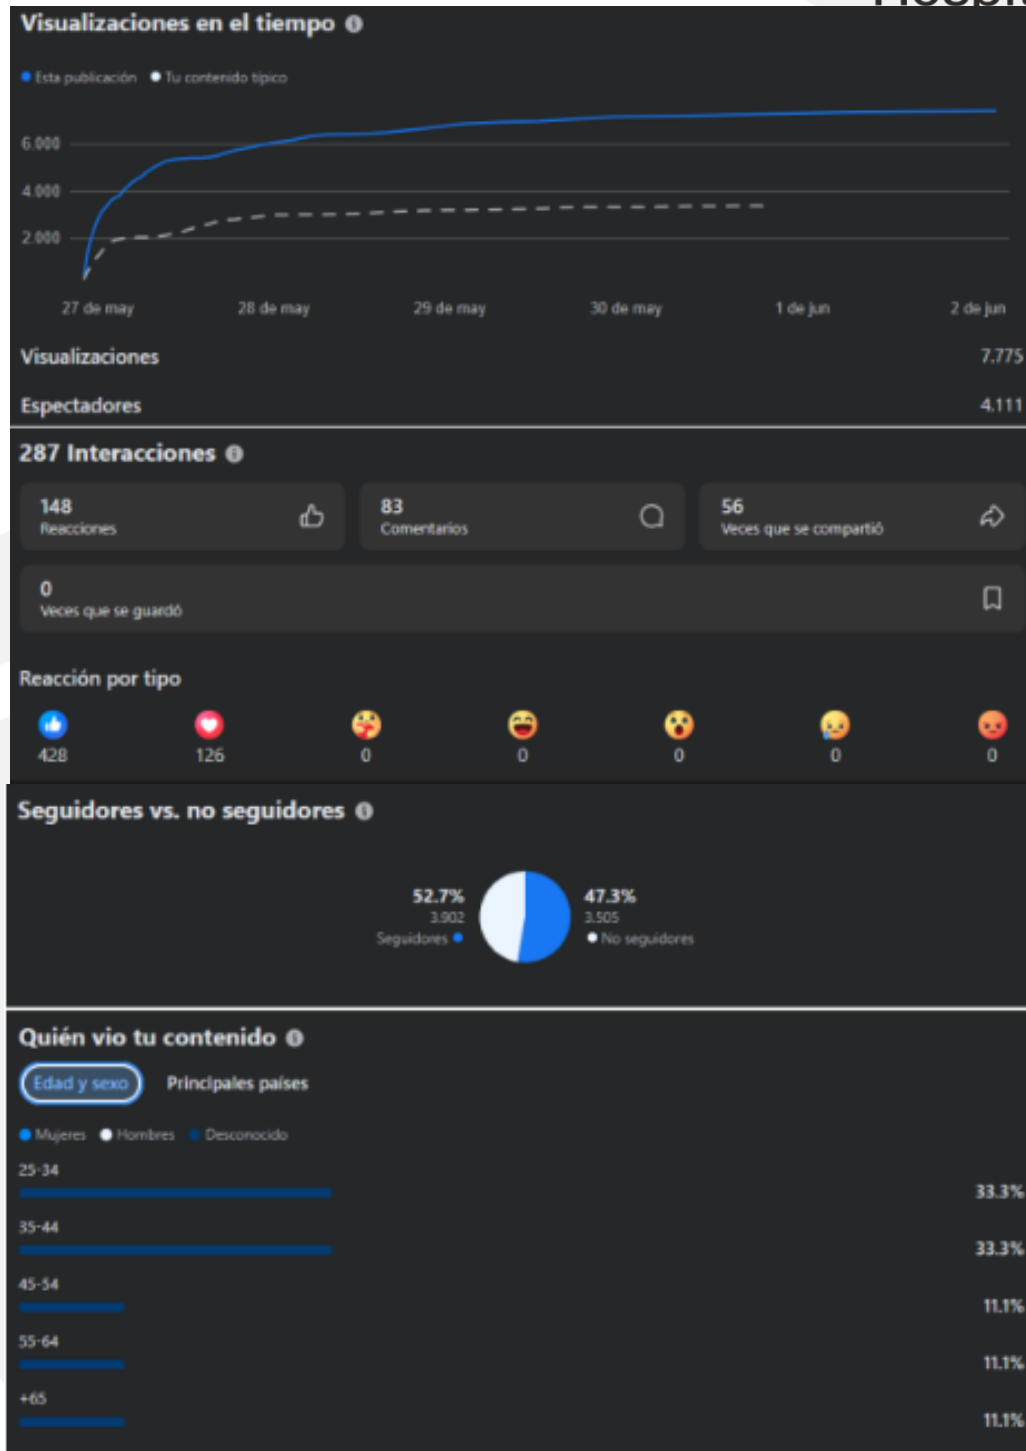 Visualizaciones en el tiempo
Esta publicación Tu contenido típico
6.000
4.000
2.000
27 de may 28 de may 29 de may 30 de may 1 de jun 2 de jun
Visualizaciones 7.775
Espectadores 4.111
287 Interacciones
148 83 56
Reacciones Comentarios Veces que se compartió
0
Veces que se guardó
Reacción por tipo
428 126 0 0 0 0 0
Seguidores vs. no seguidores
52.7% 47.3%
3.902 3.505
Seguidores No seguidores
Quién vio tu contenido
Edad y sexo Principales países
Mujeres Hombres Desconocido
25-34
33.3%
35-44
33.3%
45-54
11.1%
55-64
11.1%
+65
11.1%